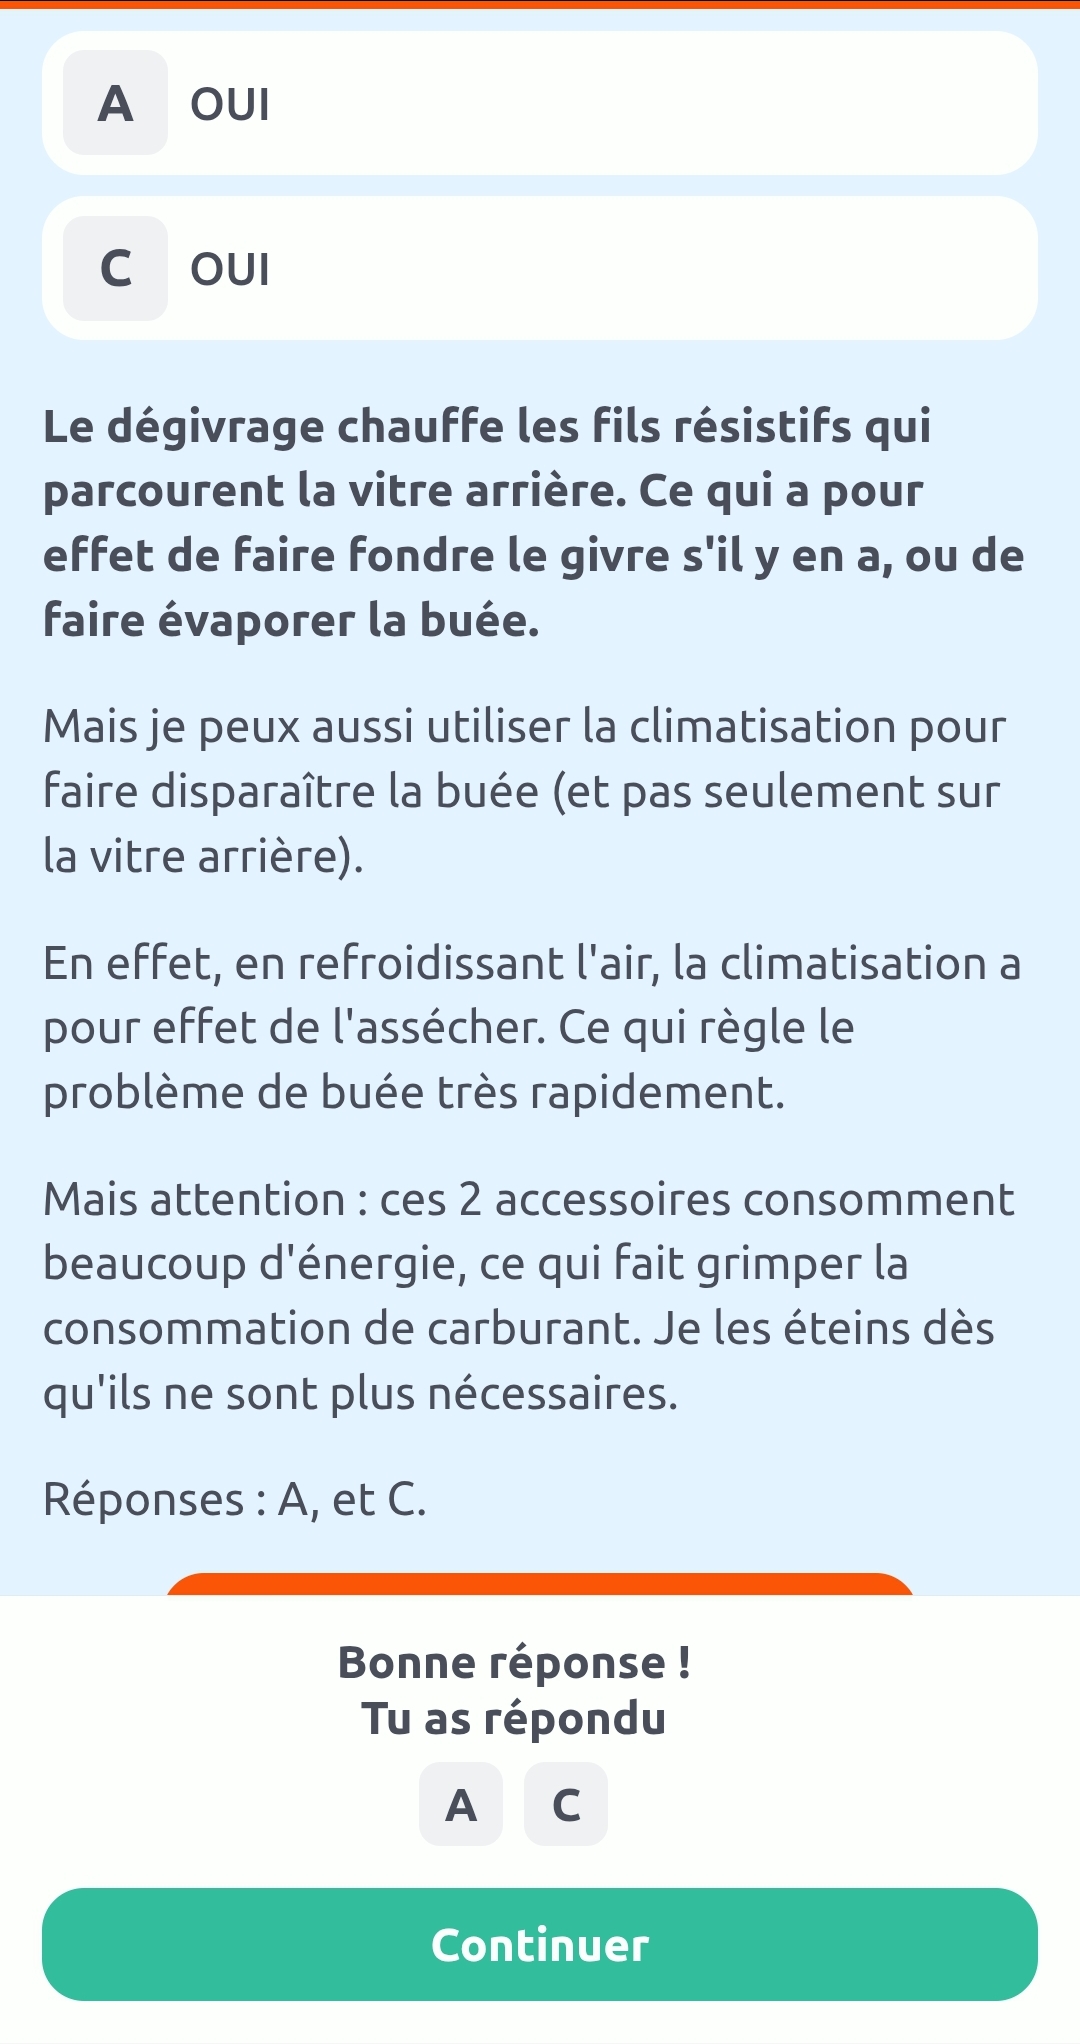 A OUI
C OUI
Le dégivrage chauffe les fils résistifs qui
parcourent la vitre arrière. Ce qui a pour
effet de faire fondre le givre s'il y en a, ou de
faire évaporer la buée.
Mais je peux aussi utiliser la climatisation pour
faire disparaître la buée (et pas seulement sur
la vitre arrière).
En effet, en refroidissant l'air, la climatisation a
pour effet de l'assécher. Ce qui règle le
problème de buée très rapidement.
Mais attention : ces 2 accessoires consomment
beaucoup d'énergie, ce qui fait grimper la
consommation de carburant. Je les éteins dès
qu'ils ne sont plus nécessaires.
Réponses : A, et C.
Bonne réponse !
Tu as répondu
A C
Continuer